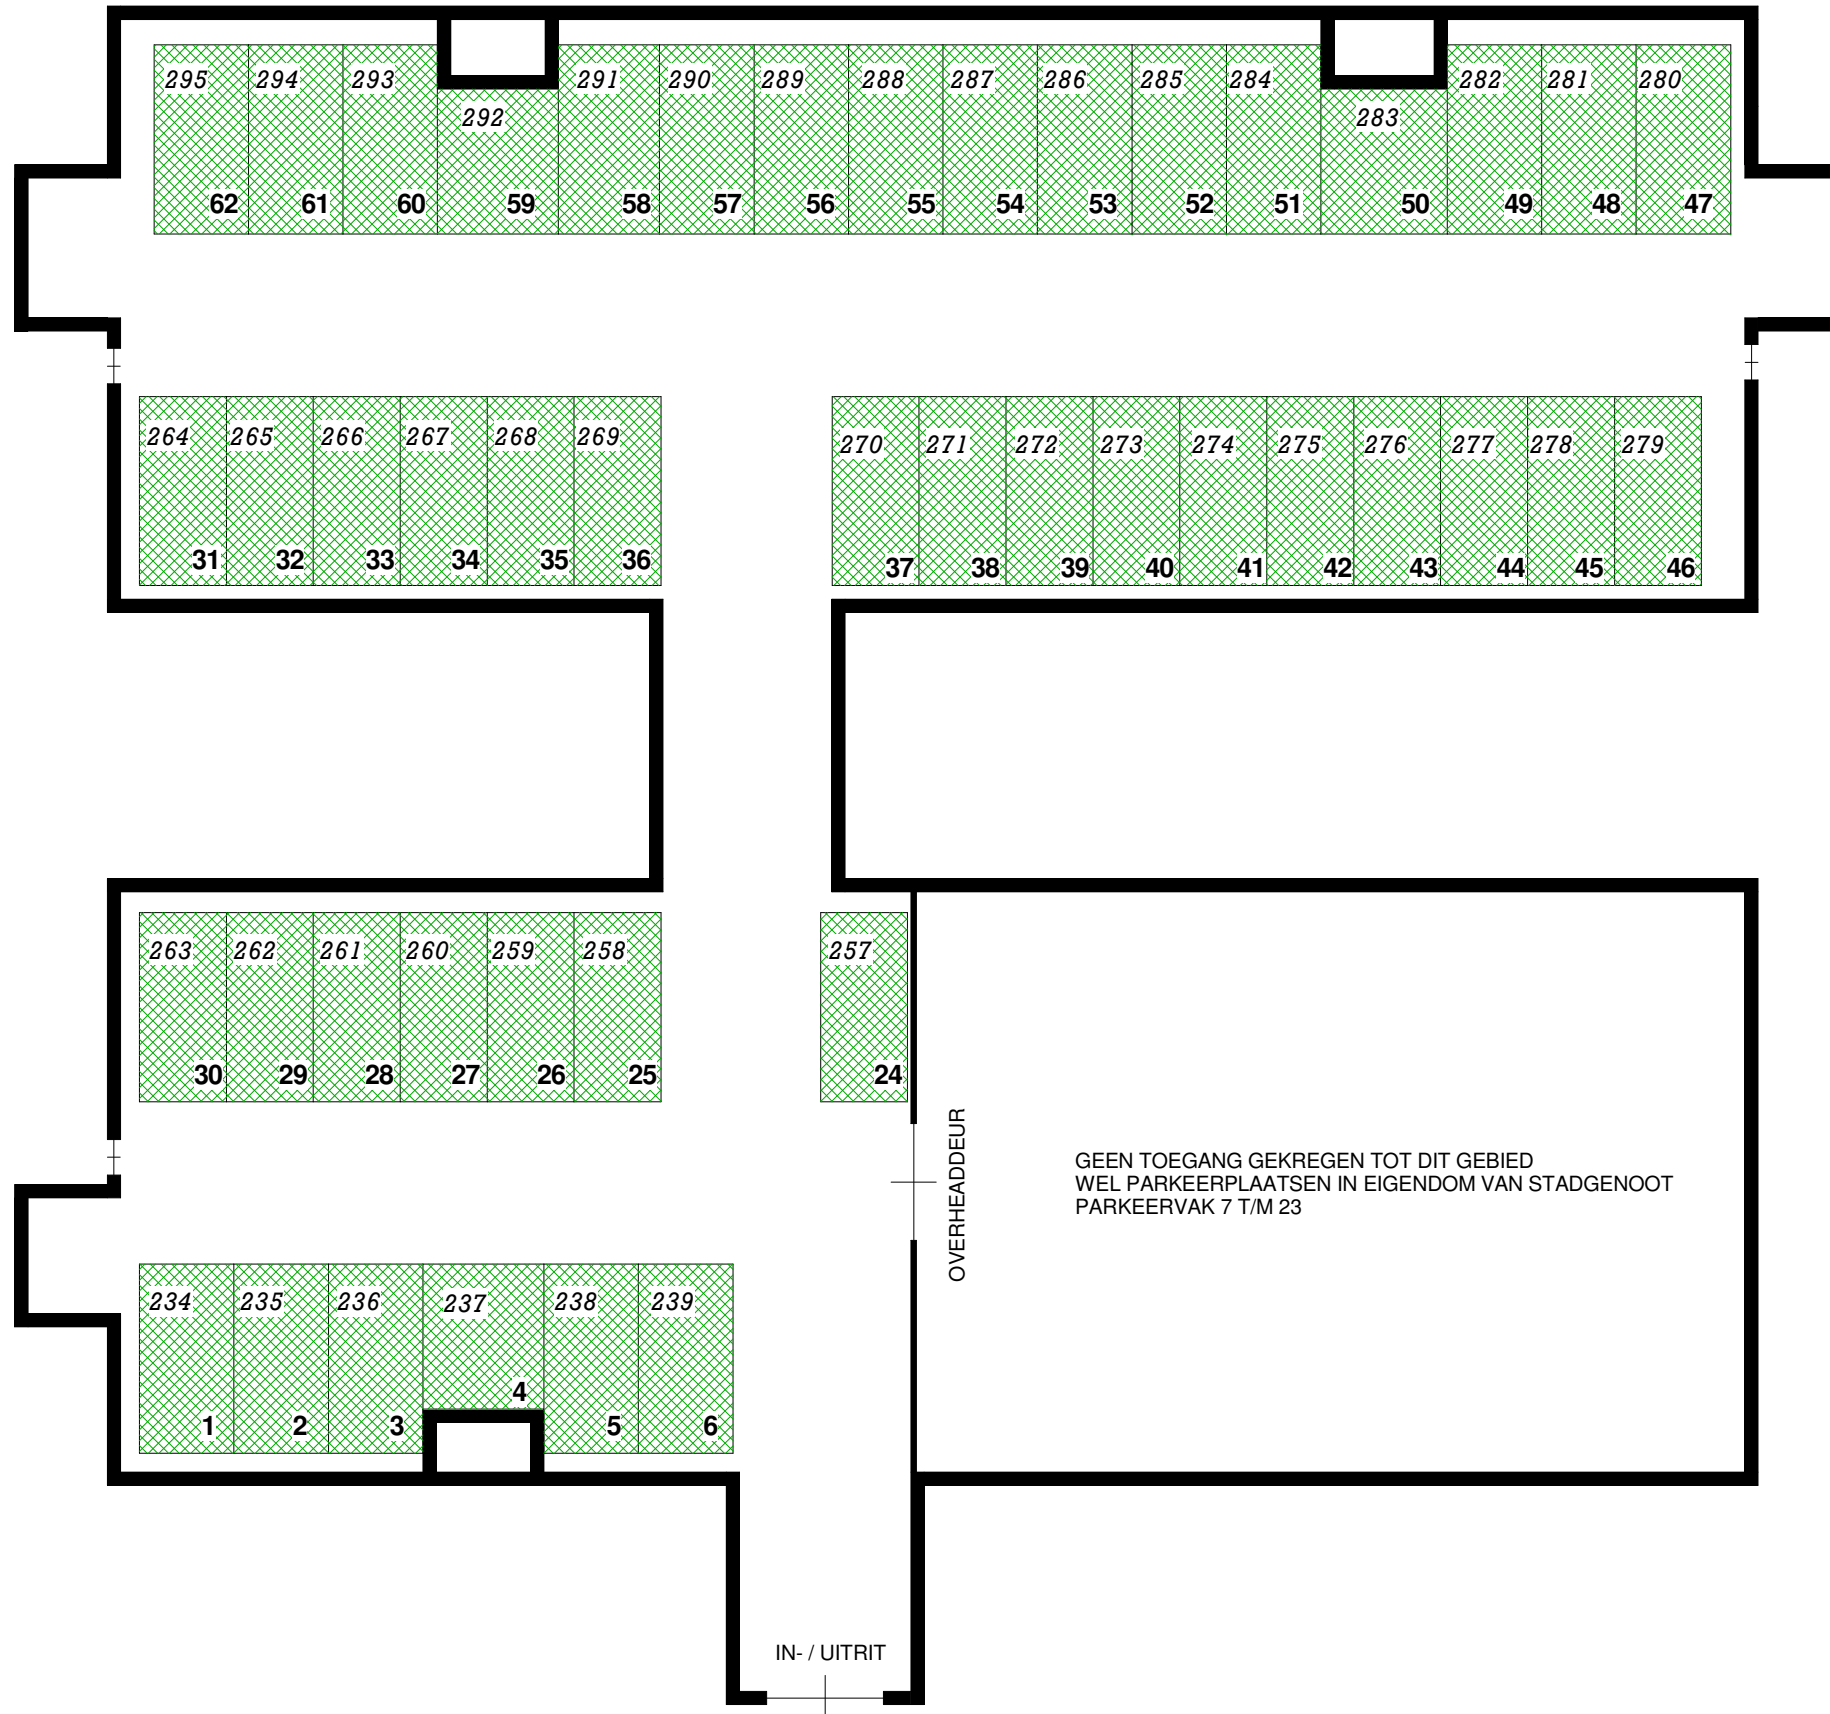 295 294 293 291 290 289 288 287 286 285 284 282 281 280
292 283
62 61 60 59 58 57 56 55 54 53 52 51 50 49 48 47
264 265 266 267 268 269
270 271 272 273 274 275 276 277 278 279
31 32 33 34 35 36
37 38 39 40 41 42 43 44 45 46
263 262 261 260 259 258 257
30 29 28 27 26 25 24
OVERHEADDEUR
GEEN TOEGANG GEKREGEN TOT DIT GEBIED
WEL PARKEERPLAATSEN IN EIGENDOM VAN STADGENOOT
PARKEERVAK 7 T/M 23
234 235 236 237 238 239
4
1 2 3 5 6
IN- / UITRIT